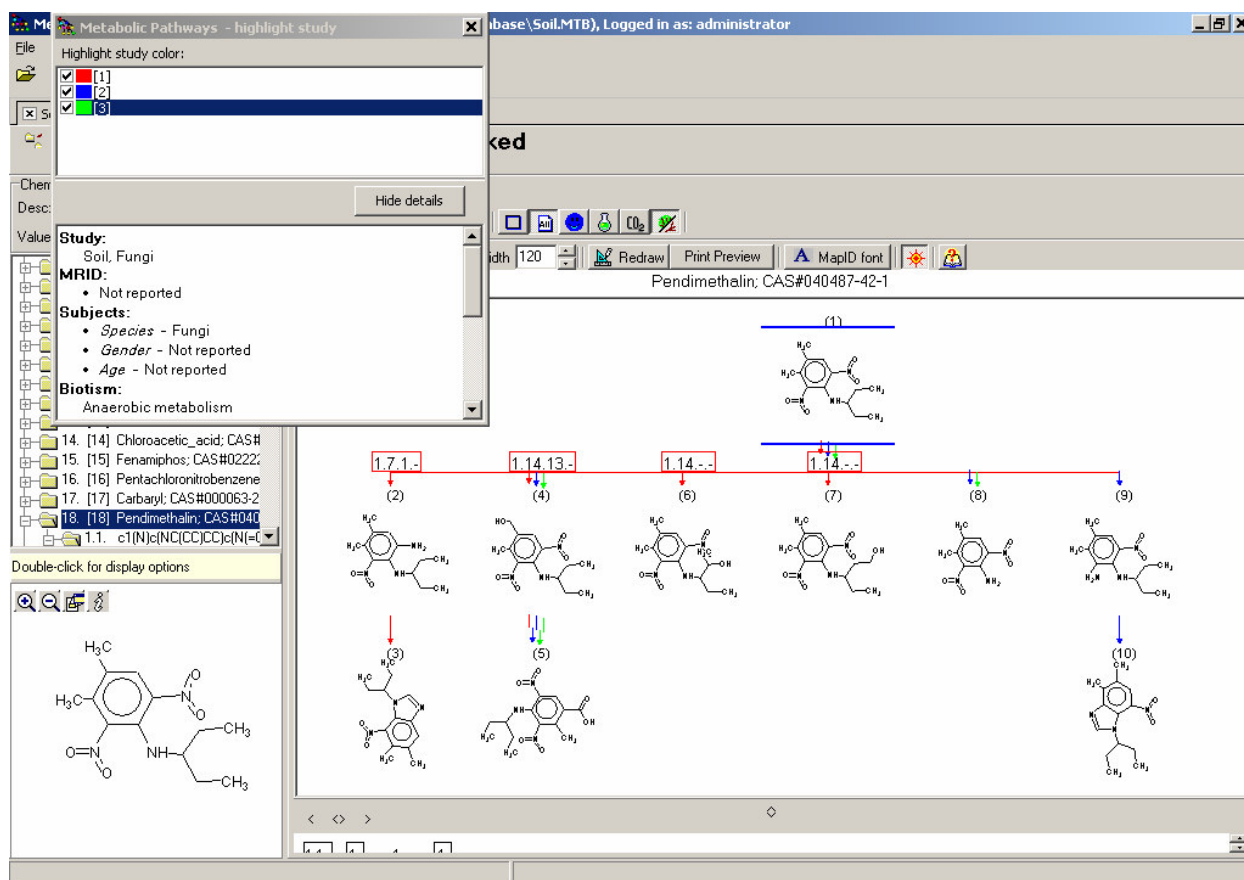 Me
Metabolic Pathways - highlight study
base\Soil.MTB), Logged in as: administrator
File
Highlight study color:
[1]
[2]
[3]
ked
Chem
Hide details
Desc:
All
CO₂
Value
Study:
Soil, Fungi
MRID:
• Not reported
Subjects:
• Species - Fungi
• Gender - Not reported
• Age - Not reported
Biotism:
Anaerobic metabolism
idth 120
Redraw
Print Preview
A MapID font
Pendimethalin; CAS#040487-42-1
14. [14] Chloroacetic_acid; CAS#
15. [15] Fenamiphos; CAS#02222
16. [16] Pentachloronitrobenzene
17. [17] Carbaryl; CAS#000063-2
18. [18] Pendimethalin; CAS#040
1.1. c1(N)c(NC(CC)CC)c(N(=
Double-click for display options
(1)
1.7.1.-
1.14.13.-
1.14.-.-
1.14.-.-
(2)
(4)
(6)
(7)
(8)
(9)
(3)
(5)
(10)
H₃C
H₃C
N
O
O
O=N
O
NH
CH₃
CH₃
< <> >